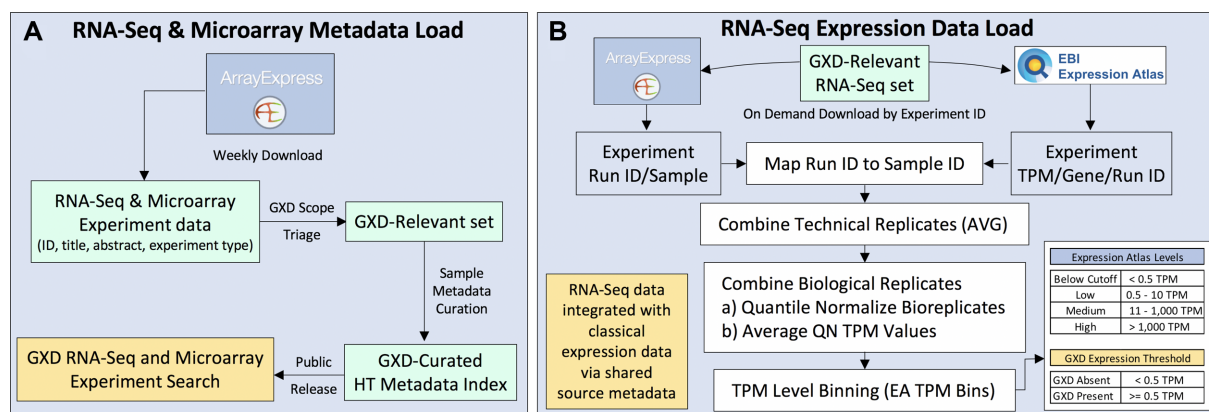 A
RNA-Seq & Microarray Metadata Load
ArrayExpress
Weekly Download
RNA-Seq & Microarray
Experiment data
(ID, title, abstract, experiment type)
GXD Scope
Triage
GXD-Relevant set
Sample
Metadata
Curation
GXD RNA-Seq and Microarray
Experiment Search
Public
Release
GXD-Curated
HT Metadata Index
B
RNA-Seq Expression Data Load
ArrayExpress
GXD-Relevant
RNA-Seq set
EBI
Expression Atlas
On Demand Download by Experiment ID
Experiment
Run ID/Sample
Map Run ID to Sample ID
Experiment
TPM/Gene/Run ID
Combine Technical Replicates (AVG)
RNA-Seq data
integrated with
classical
expression data
via shared
source metadata
Combine Biological Replicates
a) Quantile Normalize Bioreplicates
b) Average QN TPM Values
TPM Level Binning (EA TPM Bins)
Expression Atlas Levels
Below Cutoff < 0.5 TPM
Low 0.5 - 10 TPM
Medium 11 - 1,000 TPM
High > 1,000 TPM
GXD Expression Threshold
GXD Absent < 0.5 TPM
GXD Present >= 0.5 TPM